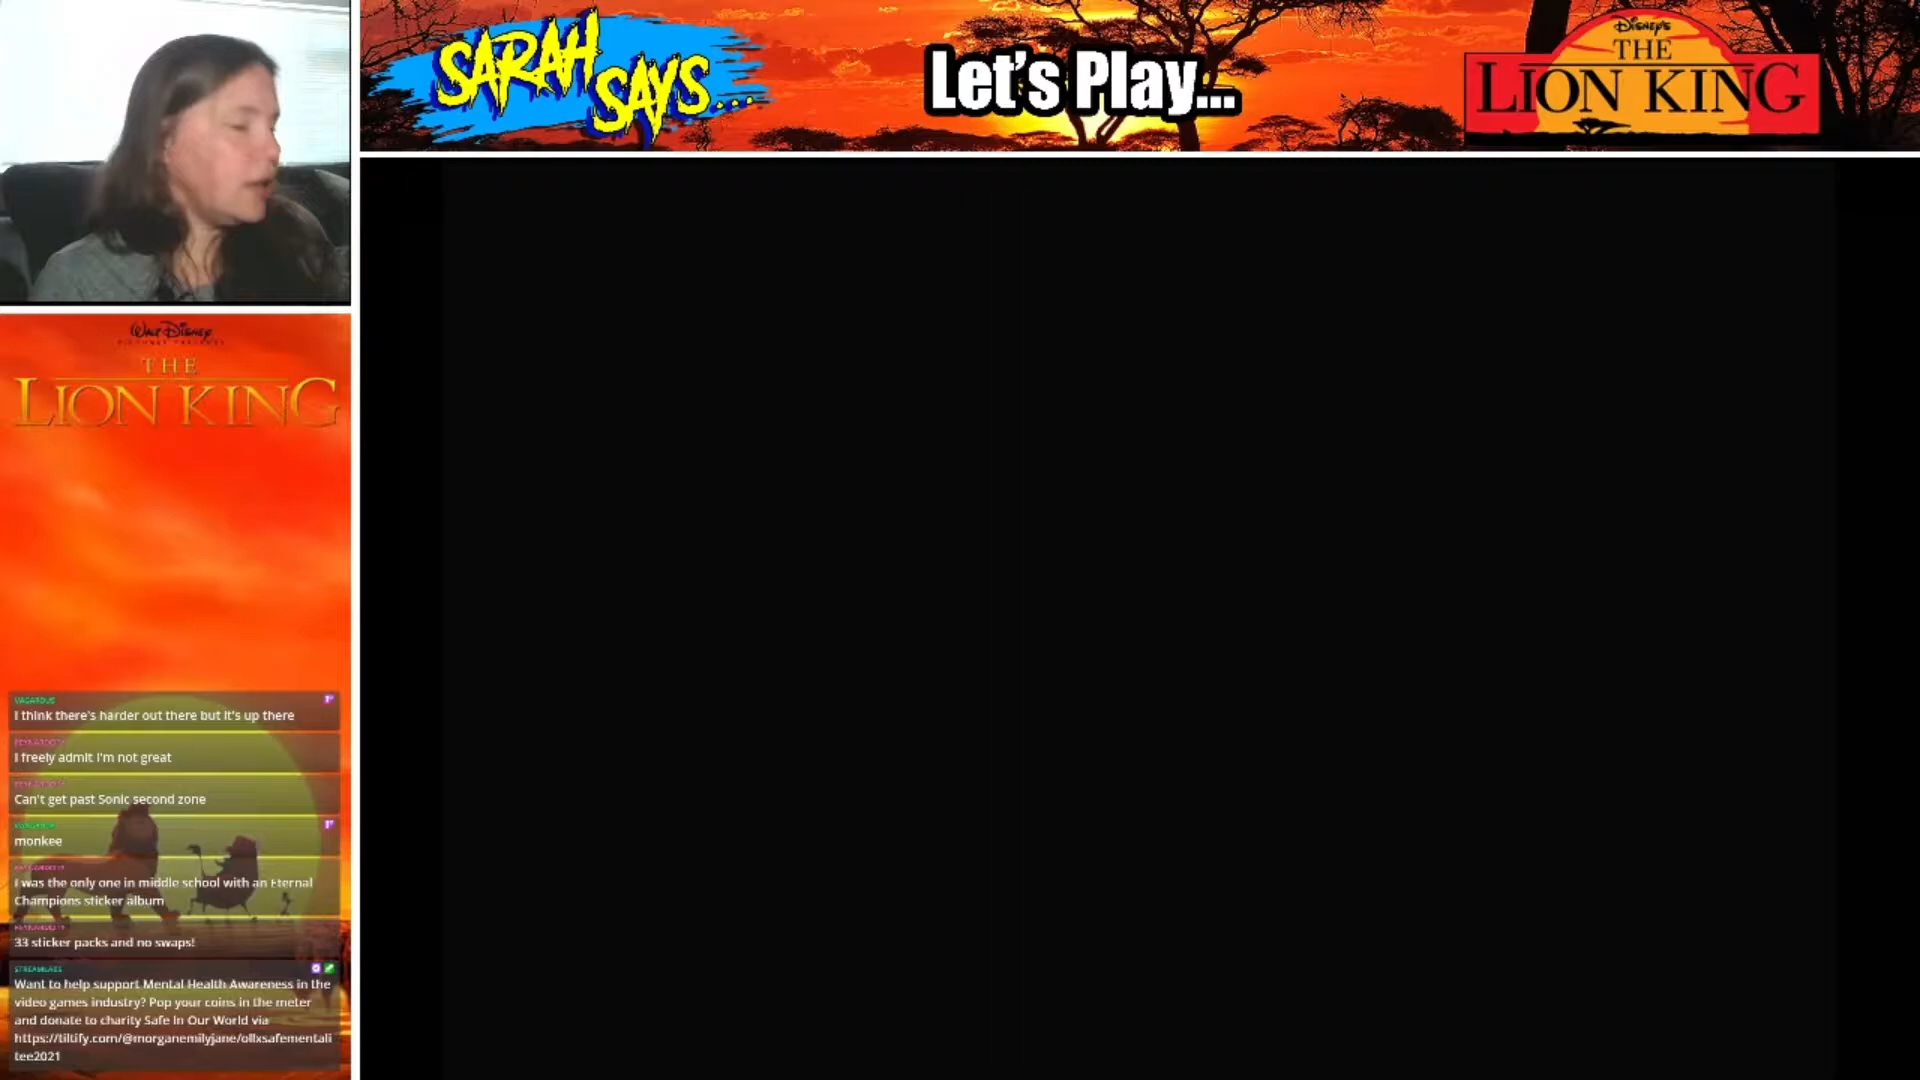 SARAH SAYS...
Let's Play...
Disney's
THE
LION KING
WALT DISNEY
PICTURES PRESENTS
THE
LION KING
VAGARDUS
I think there's harder out there but it's up there
I freely admit I'm not great
Can't get past Sonic second zone
monkee
I was the only one in middle school with an Eternal
Champions sticker album
33 sticker packs and no swaps!
STREAMLABS
Want to help support Mental Health Awareness in the
video games industry? Pop your coins in the meter
and donate to charity Safe In Our World via
https://tiltify.com/@morganemilyjane/ollxsafementali
tee2021